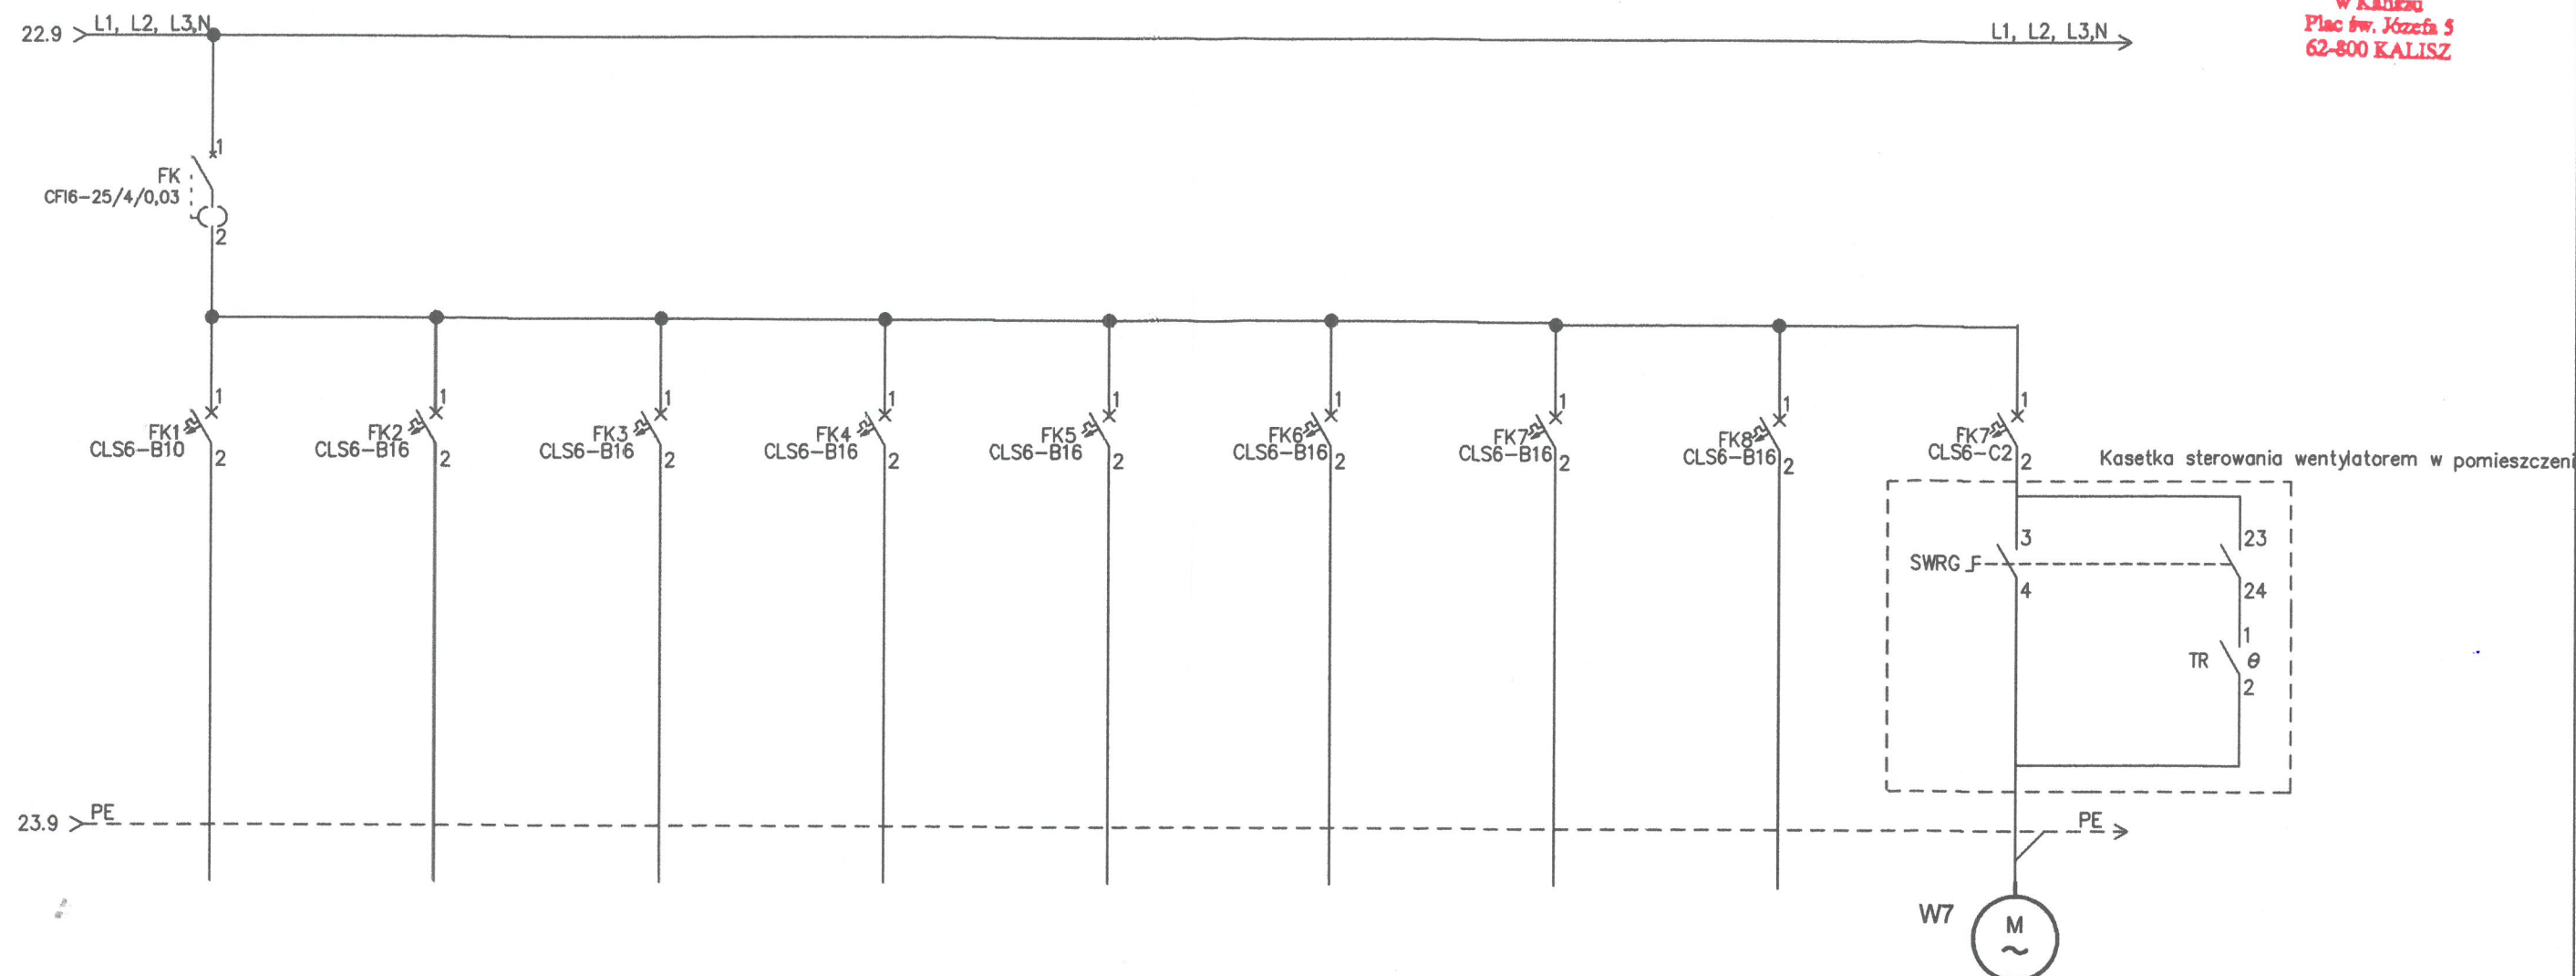 w Kaliszu
Plac św. Józefa 5
62-800 KALISZ
22.9 L1, L2, L3,N
L1, L2, L3,N
1
FK
CFI6-25/4/0,03
2
1
FK1
CLS6-B10
2
1
FK2
CLS6-B16
2
1
FK3
CLS6-B16
2
1
FK4
CLS6-B16
2
1
FK5
CLS6-B16
2
1
FK6
CLS6-B16
2
1
FK7
CLS6-B16
2
1
FK8
CLS6-B16
2
1
FK7
CLS6-C2
2
Kasetka sterowania wentylatorem w pomieszczeni
3
SWRG
4
23
24
1
TR θ
2
23.9 PE
PE
W7
M
~